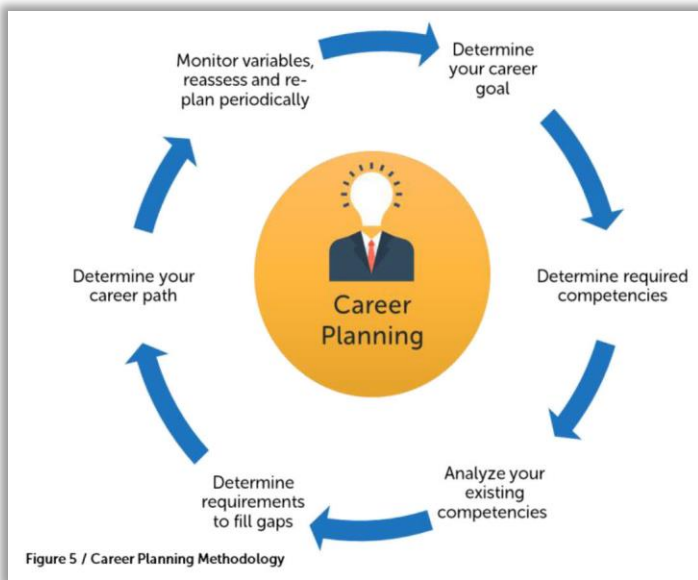 Monitor variables,
reassess and re-
plan periodically
Determine
your career
goal
Determine required
competencies
Analyze your
existing
competencies
Determine
requirements
to fill gaps
Determine your
career path
Career
Planning
Figure 5 / Career Planning Methodology